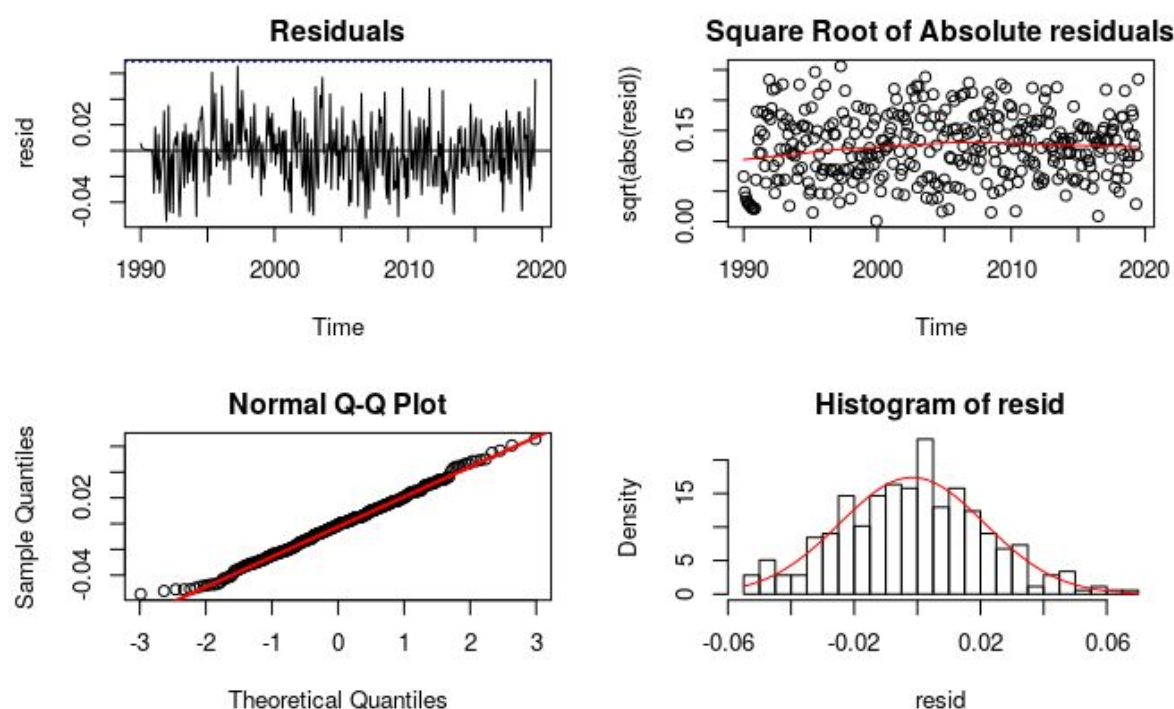 Residuals
resid
0.02
-0.04
1990 2000 2010 2020
Time
Square Root of Absolute residuals
sqrt(abs(resid))
0.15
0.00
1990 2000 2010 2020
Time
Normal Q-Q Plot
Sample Quantiles
0.02
-0.04
-3 -2 -1 0 1 2 3
Theoretical Quantiles
Histogram of resid
Density
15
5
0
-0.06 -0.02 0.02 0.06
resid